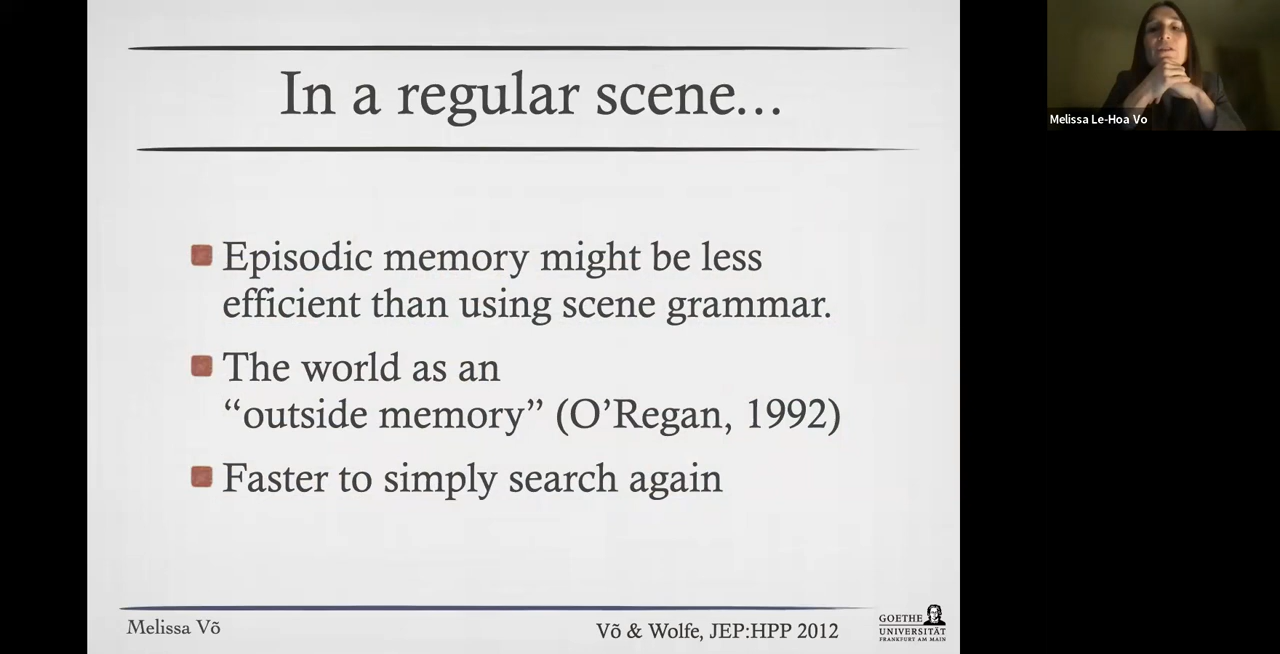 In a regular scene…
Melissa Le-Hoa Vo
Episodic memory might be less
efficient than using scene grammar.
The world as an
“outside memory” (O’Regan, 1992)
Faster to simply search again
Melissa Võ
Võ & Wolfe, JEP:HPP 2012
GOETHE
UNIVERSITÄT
FRANKFURT AM MAIN